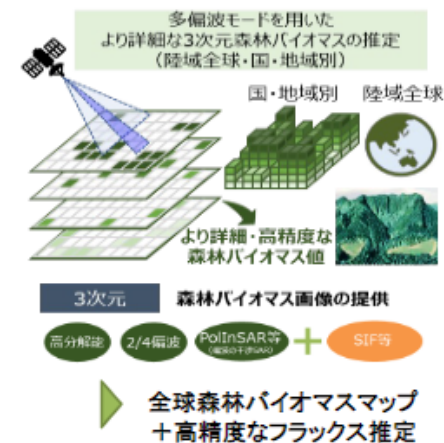 多偏波モードを用いた
より詳細な3次元森林バイオマスの推定
（陸域全球・国・地域別）
国・地域別
陸域全球
より詳細・高精度な
森林バイオマス値
3次元
森林バイオマス画像の提供
高分解能
2/4偏波
PolInSAR等
+
SIF等
全球森林バイオマスマップ
＋高精度なフラックス推定